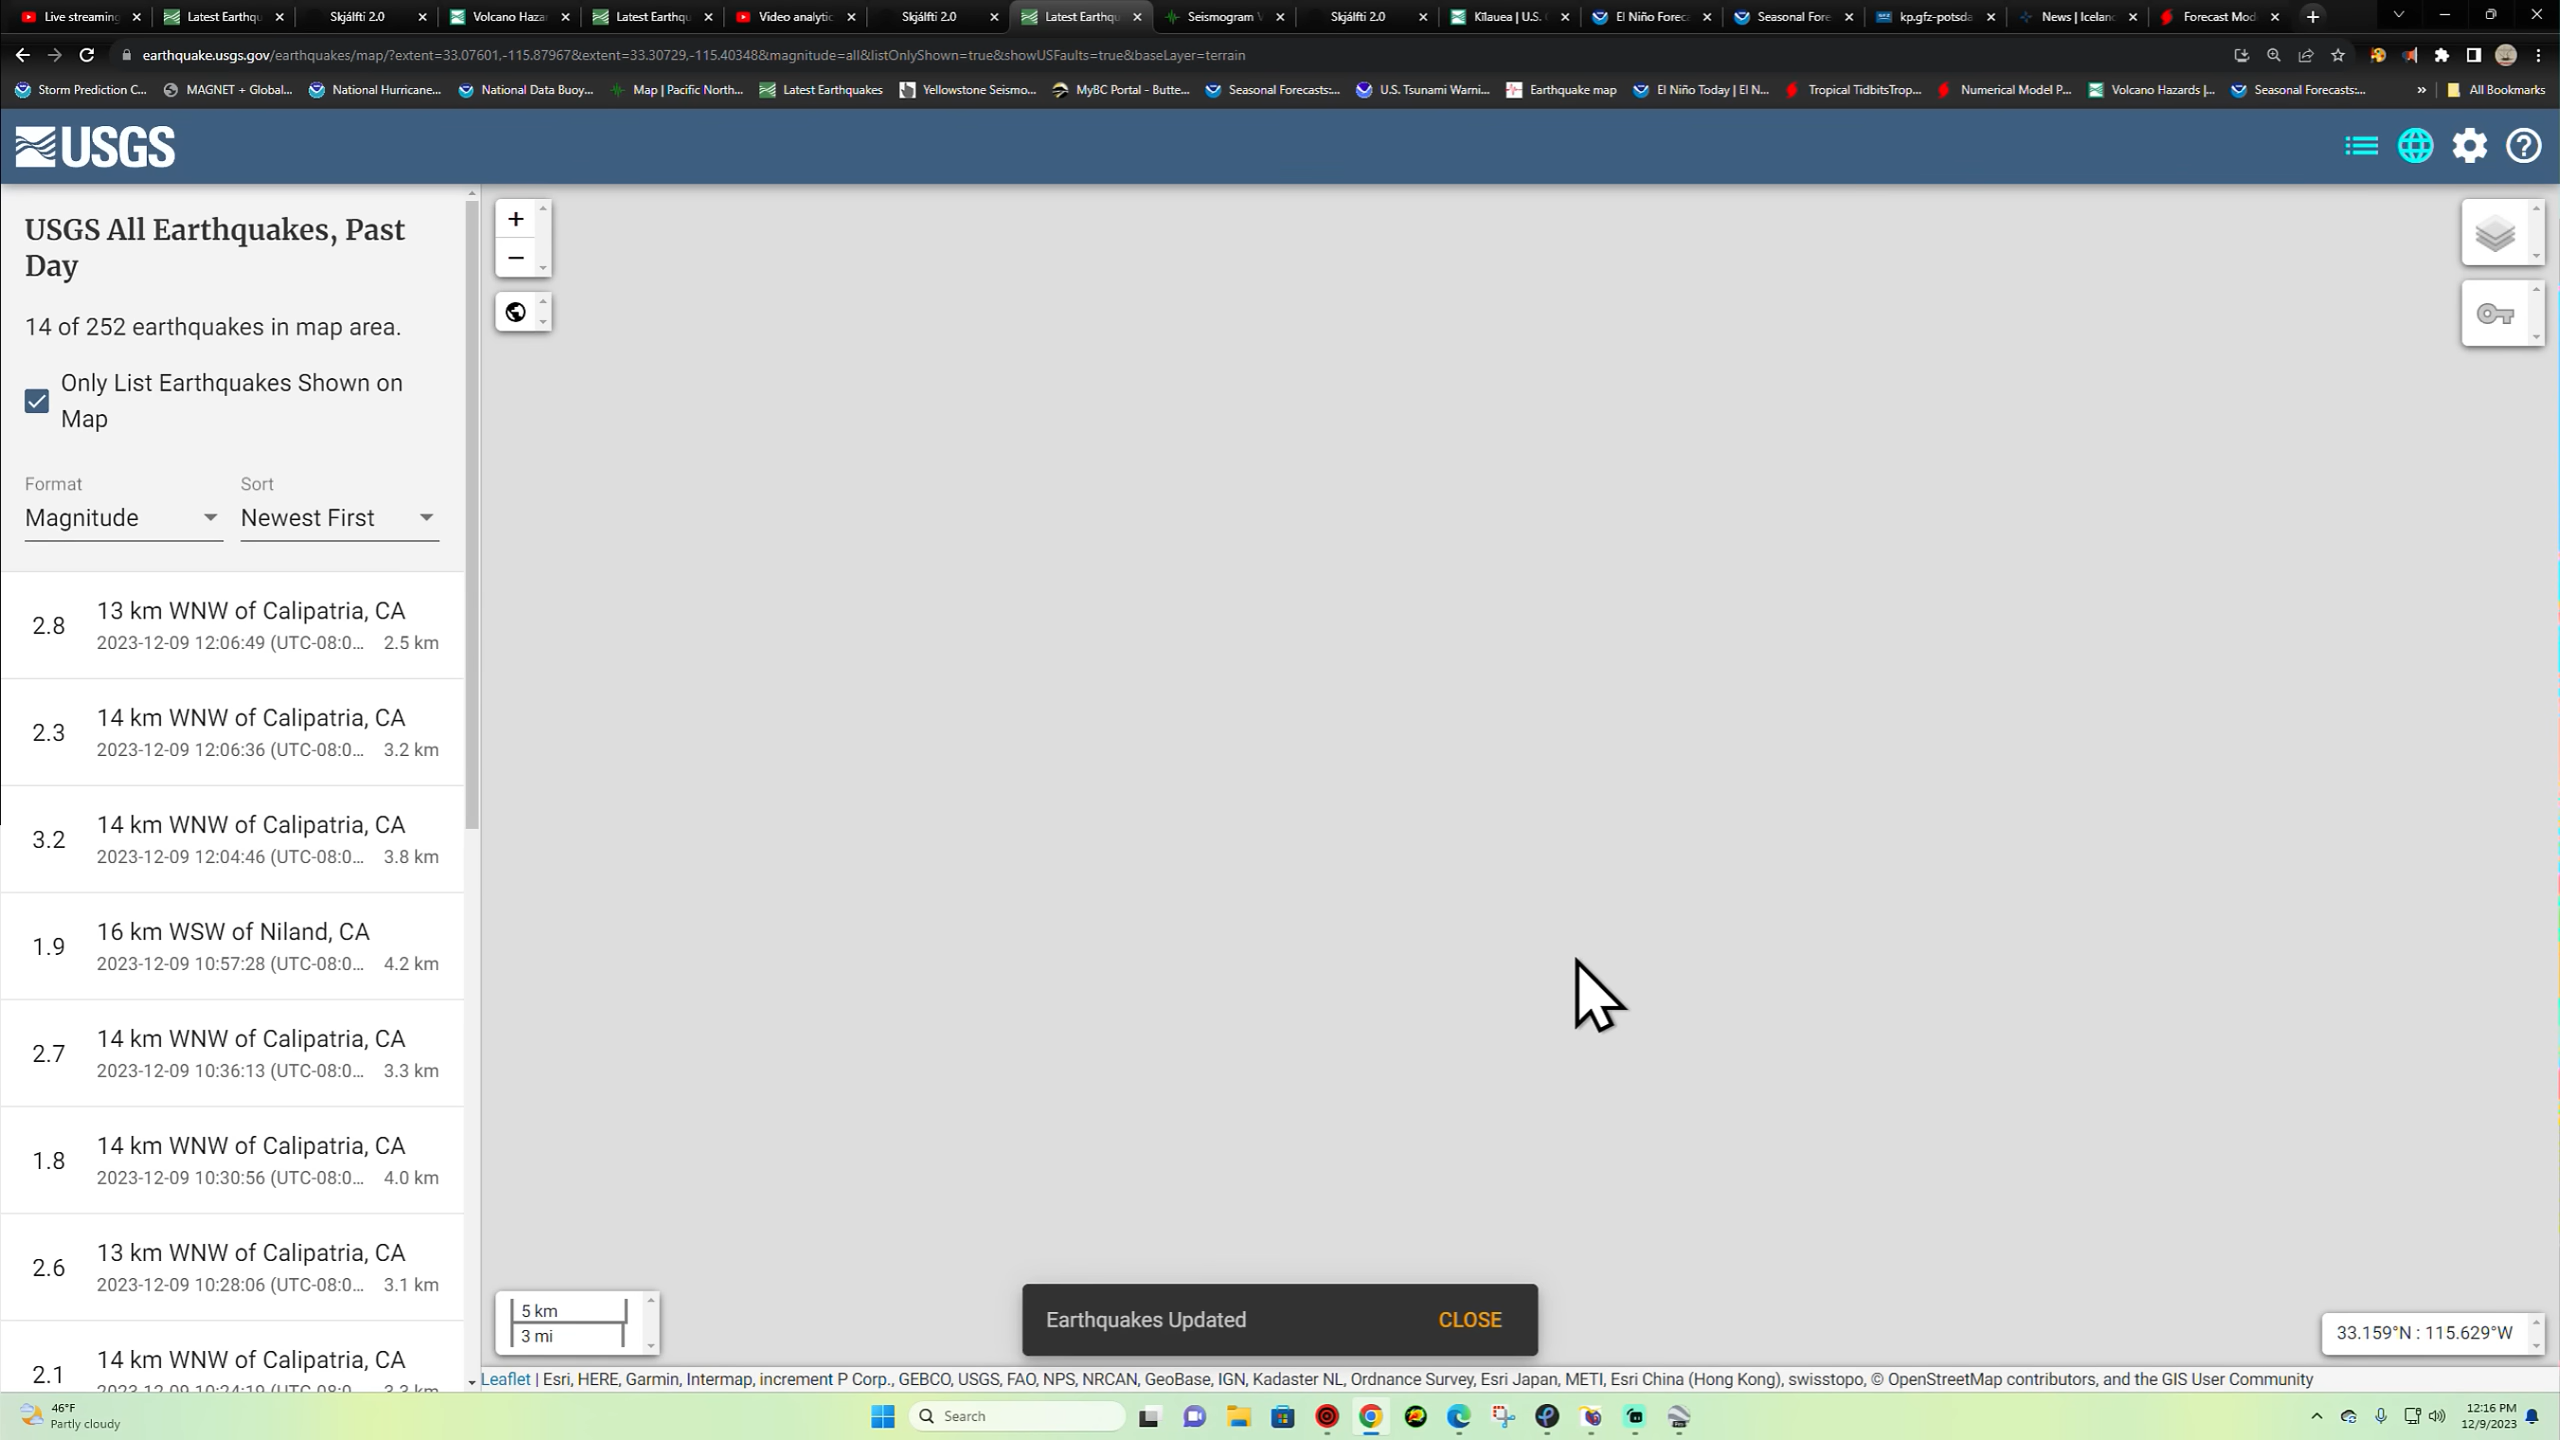 Live streaming
Latest Earthqu
Skjálfti 2.0
Volcano Haza
Latest Earthqu
Video analytic
Skjálfti 2.0
Latest Earthqu
Seismogram V
Skjálfti 2.0
Kīlauea | U.S.
El Niño Foreca
Seasonal Fore
kp.gfz-potsda
News | Icelan
Forecast Mod
earthquake.usgs.gov/earthquakes/map/?extent=33.07601,-115.87967&extent=33.30729,-115.40348&magnitude=all&listOnlyShown=true&showUSFaults=true&baseLayer=terrain
Storm Prediction C...
MAGNET + Global...
National Hurricane...
National Data Buoy...
Map | Pacific North...
Latest Earthquakes
Yellowstone Seismo...
MyBC Portal - Butte...
Seasonal Forecasts:...
U.S. Tsunami Warni...
Earthquake map
El Niño Today | El N...
Tropical TidbitsTrop...
Numerical Model P...
Volcano Hazards |...
Seasonal Forecasts:...
»
All Bookmarks
USGS
USGS All Earthquakes, Past
Day
14 of 252 earthquakes in map area.
Only List Earthquakes Shown on
Map
Format
Sort
Magnitude
Newest First
2.8
13 km WNW of Calipatria, CA
2023-12-09 12:06:49 (UTC-08:0... 2.5 km
2.3
14 km WNW of Calipatria, CA
2023-12-09 12:06:36 (UTC-08:0... 3.2 km
3.2
14 km WNW of Calipatria, CA
2023-12-09 12:04:46 (UTC-08:0... 3.8 km
1.9
16 km WSW of Niland, CA
2023-12-09 10:57:28 (UTC-08:0... 4.2 km
2.7
14 km WNW of Calipatria, CA
2023-12-09 10:36:13 (UTC-08:0... 3.3 km
1.8
14 km WNW of Calipatria, CA
2023-12-09 10:30:56 (UTC-08:0... 4.0 km
2.6
13 km WNW of Calipatria, CA
2023-12-09 10:28:06 (UTC-08:0... 3.1 km
2.1
14 km WNW of Calipatria, CA
2023-12-09 10:24:19 (UTC-08:0... 3.3 km
+
−
5 km
3 mi
Earthquakes Updated
CLOSE
33.159°N : 115.629°W
Leaflet | Esri, HERE, Garmin, Intermap, increment P Corp., GEBCO, USGS, FAO, NPS, NRCAN, GeoBase, IGN, Kadaster NL, Ordnance Survey, Esri Japan, METI, Esri China (Hong Kong), swisstopo, © OpenStreetMap contributors, and the GIS User Community
46°F
Partly cloudy
Search
12:16 PM
12/9/2023